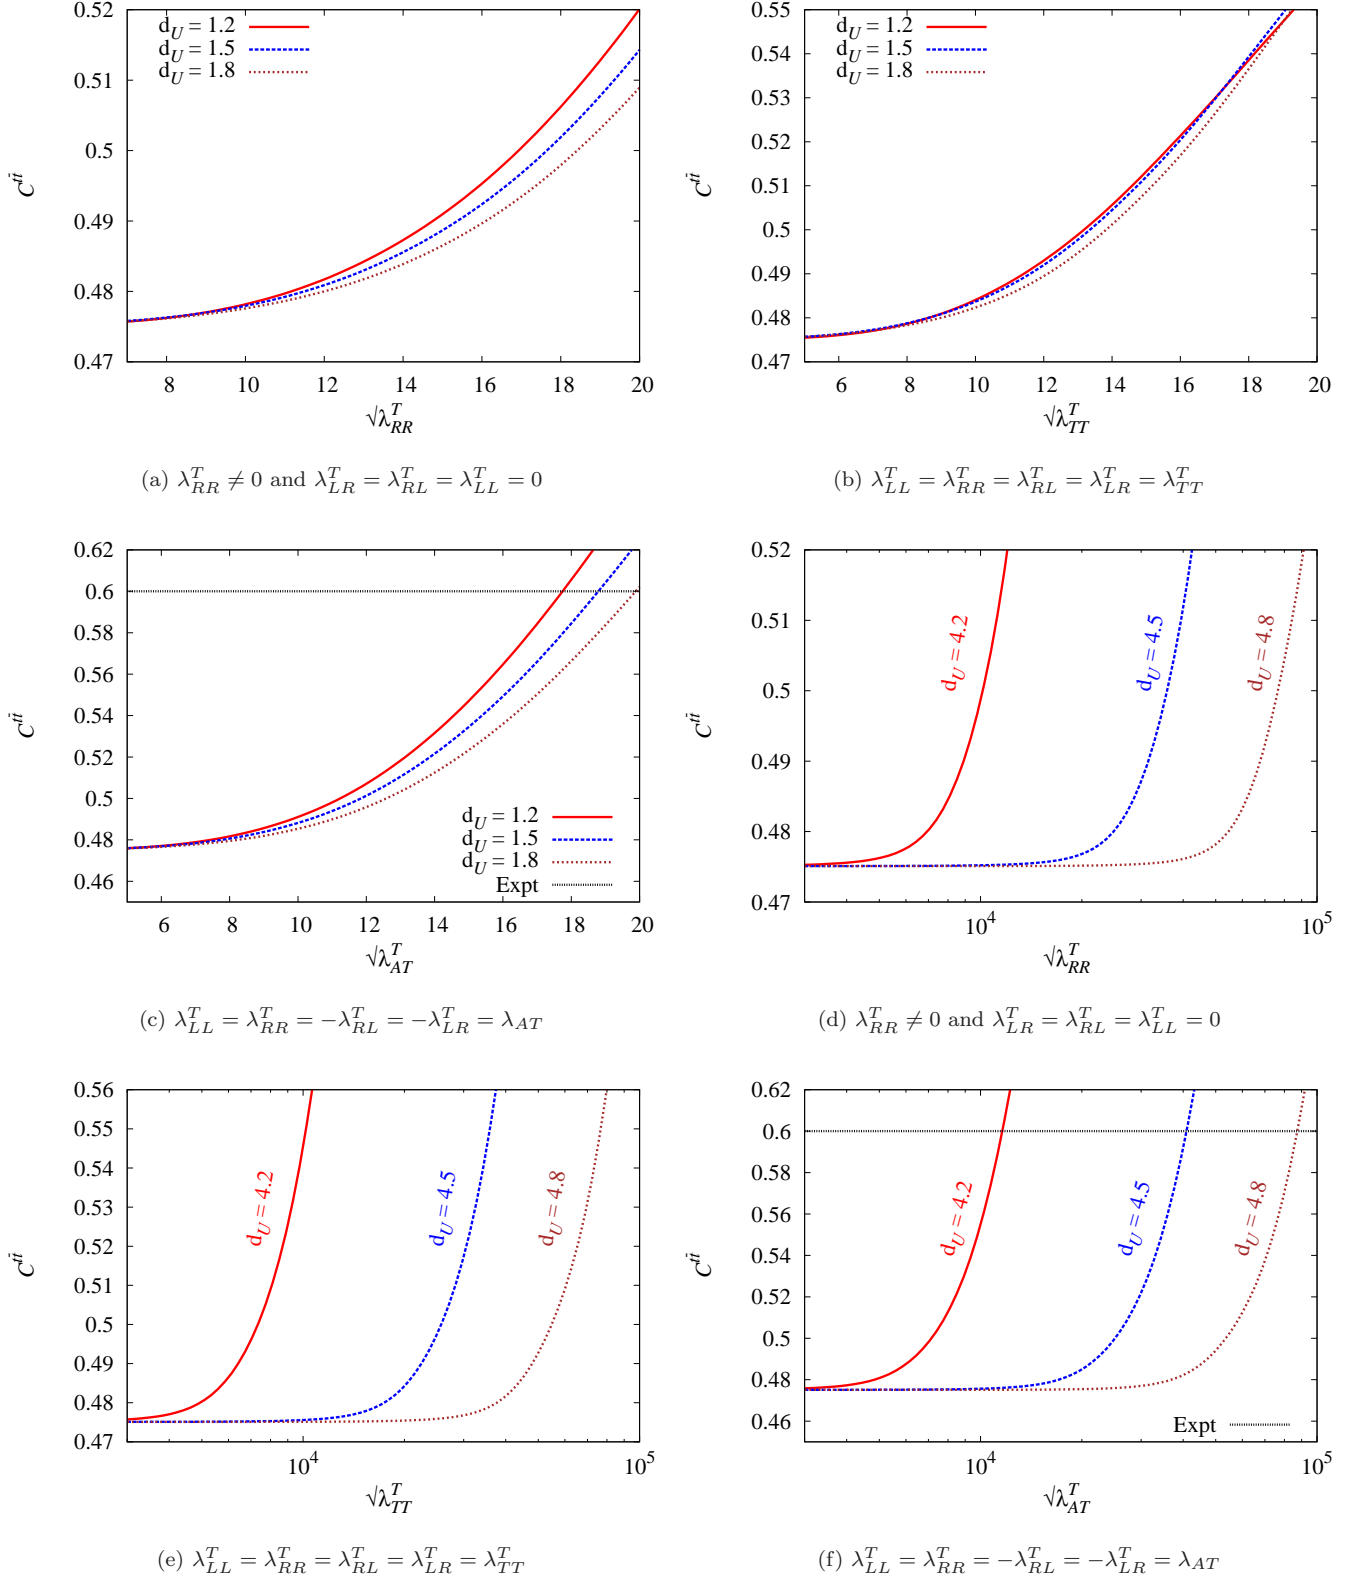 0.52
0.51
0.5
0.49
0.48
0.47
d_U = 1.2
d_U = 1.5
d_U = 1.8
C^{tt̄}
8 10 12 14 16 18 20
√λ^T_{RR}
(a) λ^T_{RR} ≠ 0 and λ^T_{LR} = λ^T_{RL} = λ^T_{LL} = 0
0.55
0.54
0.53
0.52
0.51
0.5
0.49
0.48
0.47
d_U = 1.2
d_U = 1.5
d_U = 1.8
C^{tt̄}
6 8 10 12 14 16 18 20
√λ^T_{TT}
(b) λ^T_{LL} = λ^T_{RR} = λ^T_{RL} = λ^T_{LR} = λ^T_{TT}
0.62
0.6
0.58
0.56
0.54
0.52
0.5
0.48
0.46
C^{tt̄}
d_U = 1.2
d_U = 1.5
d_U = 1.8
Expt
6 8 10 12 14 16 18 20
√λ^T_{AT}
(c) λ^T_{LL} = λ^T_{RR} = −λ^T_{RL} = −λ^T_{LR} = λ_{AT}
0.52
0.51
0.5
0.49
0.48
0.47
C^{tt̄}
d_U = 4.2
d_U = 4.5
d_U = 4.8
10^4 10^5
√λ^T_{RR}
(d) λ^T_{RR} ≠ 0 and λ^T_{LR} = λ^T_{RL} = λ^T_{LL} = 0
0.56
0.55
0.54
0.53
0.52
0.51
0.5
0.49
0.48
0.47
C^{tt̄}
d_U = 4.2
d_U = 4.5
d_U = 4.8
10^4 10^5
√λ^T_{TT}
(e) λ^T_{LL} = λ^T_{RR} = λ^T_{RL} = λ^T_{LR} = λ^T_{TT}
0.62
0.6
0.58
0.56
0.54
0.52
0.5
0.48
0.46
C^{tt̄}
d_U = 4.2
d_U = 4.5
d_U = 4.8
Expt
10^4 10^5
√λ^T_{AT}
(f) λ^T_{LL} = λ^T_{RR} = −λ^T_{RL} = −λ^T_{LR} = λ_{AT}